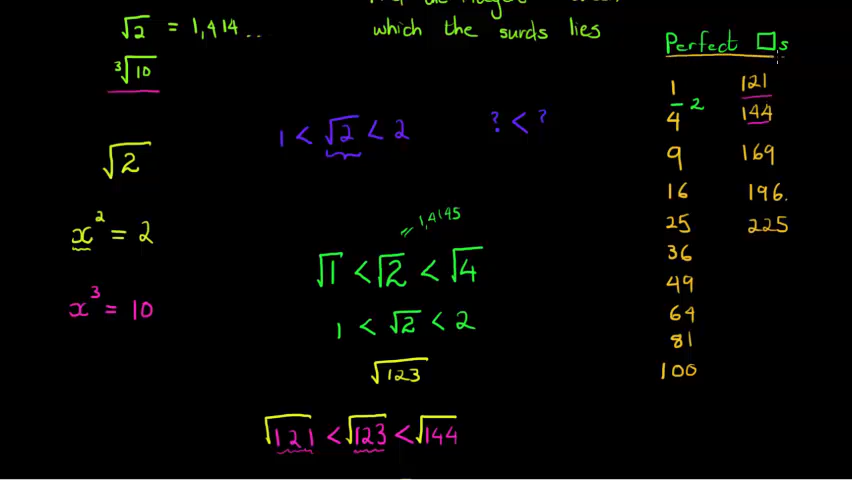 √2 = 1,414...
which the surds lies
∛10
√2
x² = 2
x³ = 10
1 < √2 < 2
? < ?
= 1,4145
√1 < √2 < √4
1 < √2 < 2
√123
√121 < √123 < √144
Perfect □s
1 121
2
4 144
9 169
16 196.
25 225
36
49
64
81
100